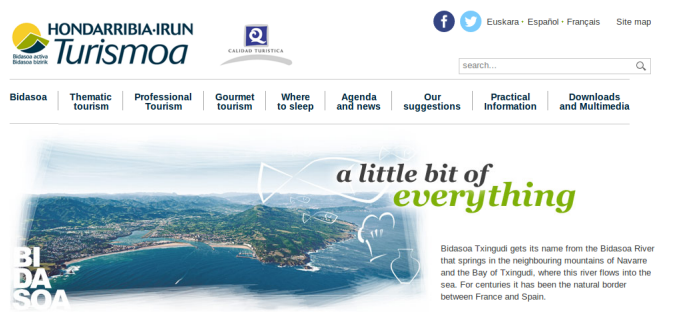 HONDARRIBIA·IRUN
Turismoa
Bidasoa activa
Bidasoa bizirik
Q
CALIDAD TURISTICA
f
Euskara · Español · Français Site map
search...
Bidasoa
Thematic
tourism
Professional
Tourism
Gourmet
tourism
Where
to sleep
Agenda
and news
Our
suggestions
Practical
Information
Downloads
and Multimedia
a little bit of
everything
BI
DA
SOA
Bidasoa Txingudi gets its name from the Bidasoa River
that springs in the neighbouring mountains of Navarre
and the Bay of Txingudi, where this river flows into the
sea. For centuries it has been the natural border
between France and Spain.